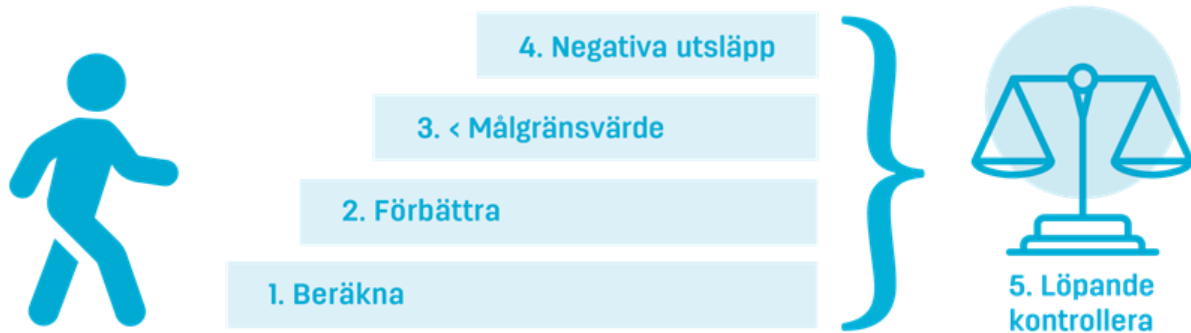 4. Negativa utsläpp
3. < Målgränsvärde
2. Förbättra
1. Beräkna
5. Löpande
kontrollera